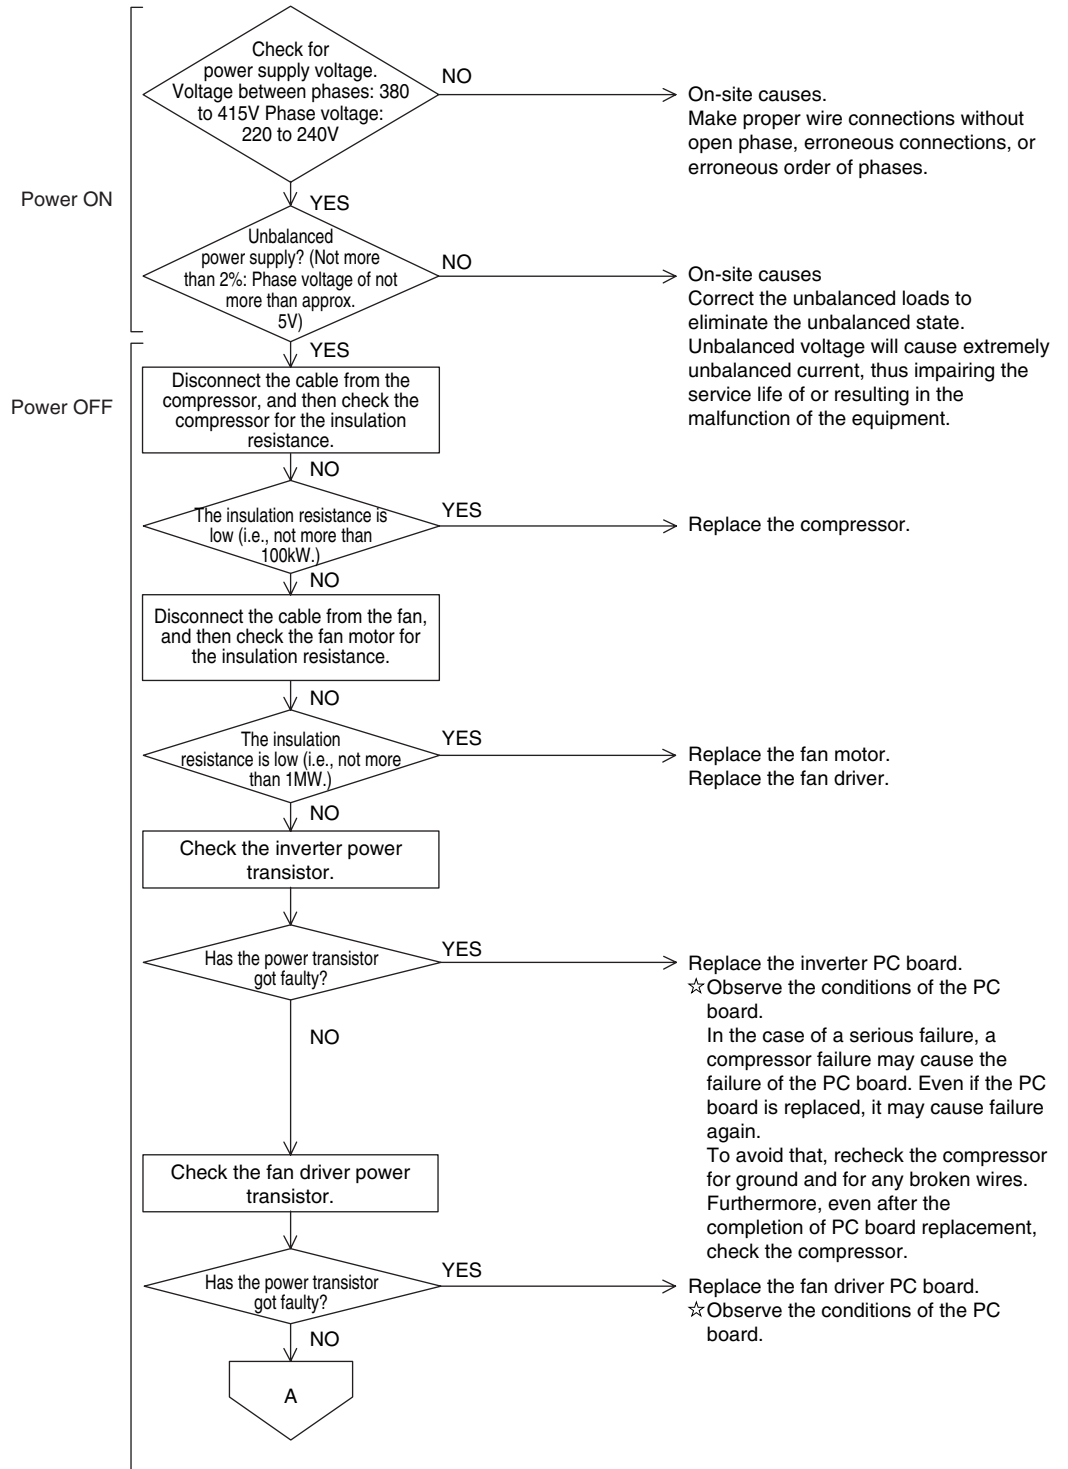 Check for
power supply voltage.
Voltage between phases: 380
to 415V Phase voltage:
220 to 240V
NO
On-site causes.
Make proper wire connections without
open phase, erroneous connections, or
erroneous order of phases.
Power ON
YES
Unbalanced
power supply? (Not more
than 2%: Phase voltage of not
more than approx.
5V)
NO
On-site causes
Correct the unbalanced loads to
eliminate the unbalanced state.
Unbalanced voltage will cause extremely
unbalanced current, thus impairing the
service life of or resulting in the
malfunction of the equipment.
YES
Power OFF
Disconnect the cable from the
compressor, and then check the
compressor for the insulation
resistance.
NO
The insulation resistance is
low (i.e., not more than
100kW.)
YES
Replace the compressor.
NO
Disconnect the cable from the fan,
and then check the fan motor for
the insulation resistance.
NO
The insulation
resistance is low (i.e., not more
than 1MW.)
YES
Replace the fan motor.
Replace the fan driver.
NO
Check the inverter power
transistor.
Has the power transistor
got faulty?
YES
Replace the inverter PC board.
☆Observe the conditions of the PC
board.
In the case of a serious failure, a
compressor failure may cause the
failure of the PC board. Even if the PC
board is replaced, it may cause failure
again.
To avoid that, recheck the compressor
for ground and for any broken wires.
Furthermore, even after the
completion of PC board replacement,
check the compressor.
NO
Check the fan driver power
transistor.
Has the power transistor
got faulty?
YES
Replace the fan driver PC board.
☆Observe the conditions of the PC
board.
NO
A